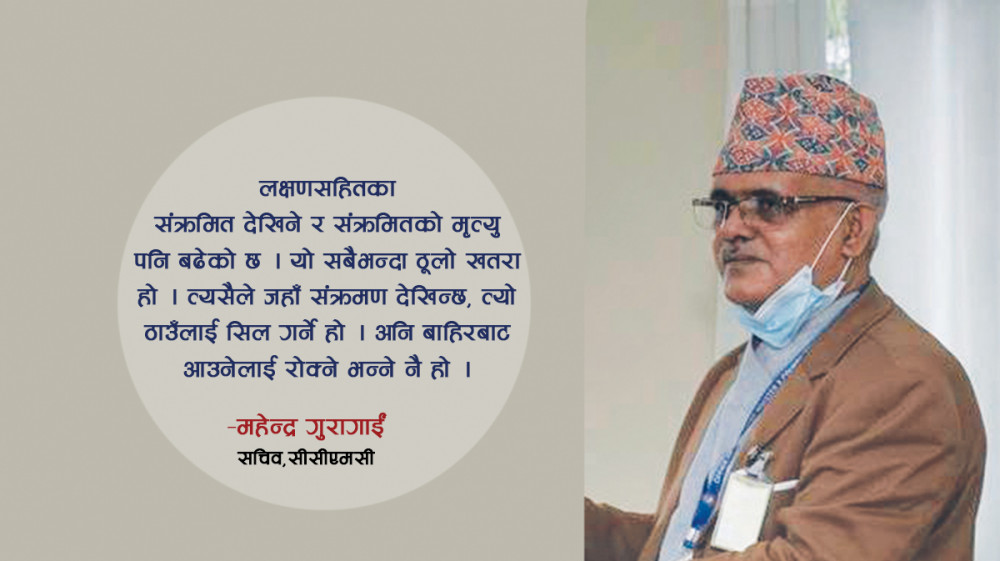 लक्षणसहितका
संक्रमित देखिने र संक्रमितको मृत्यु
पनि बढेको छ । यो सबैभन्दा ठूलो खतरा
हो । त्यसैले जहाँ संक्रमण देखिन्छ, त्यो
ठाउँलाई सिल गर्ने हो । अनि बाहिरबाट
आउनेलाई रोक्ने भन्ने नै हो ।
-महेन्द्र गुरागाईं
सचिव, सीसीएमसी